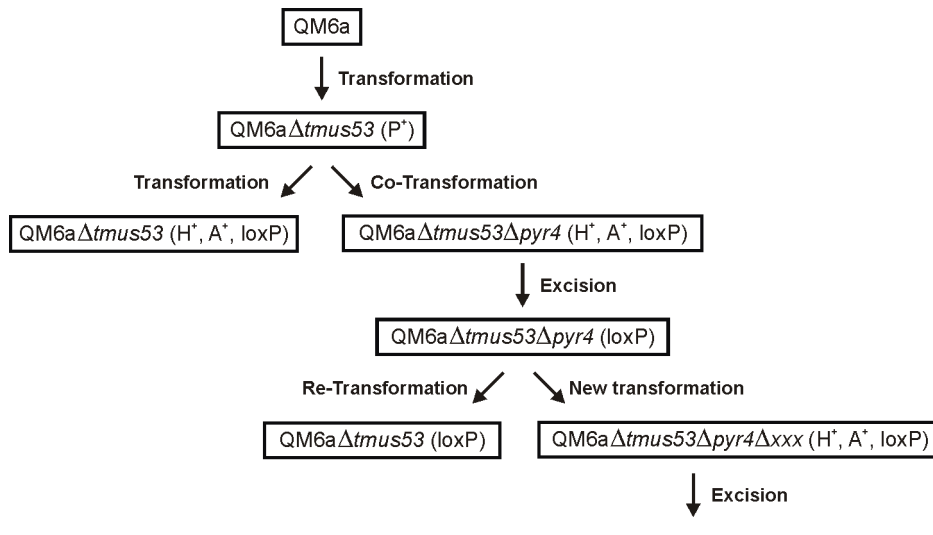 QM6a
Transformation
QM6aΔtmus53 (P⁺)
Transformation
Co-Transformation
QM6aΔtmus53 (H⁺, A⁺, loxP)
QM6aΔtmus53Δpyr4 (H⁺, A⁺, loxP)
Excision
QM6aΔtmus53Δpyr4 (loxP)
Re-Transformation
New transformation
QM6aΔtmus53 (loxP)
QM6aΔtmus53Δpyr4Δxxx (H⁺, A⁺, loxP)
Excision